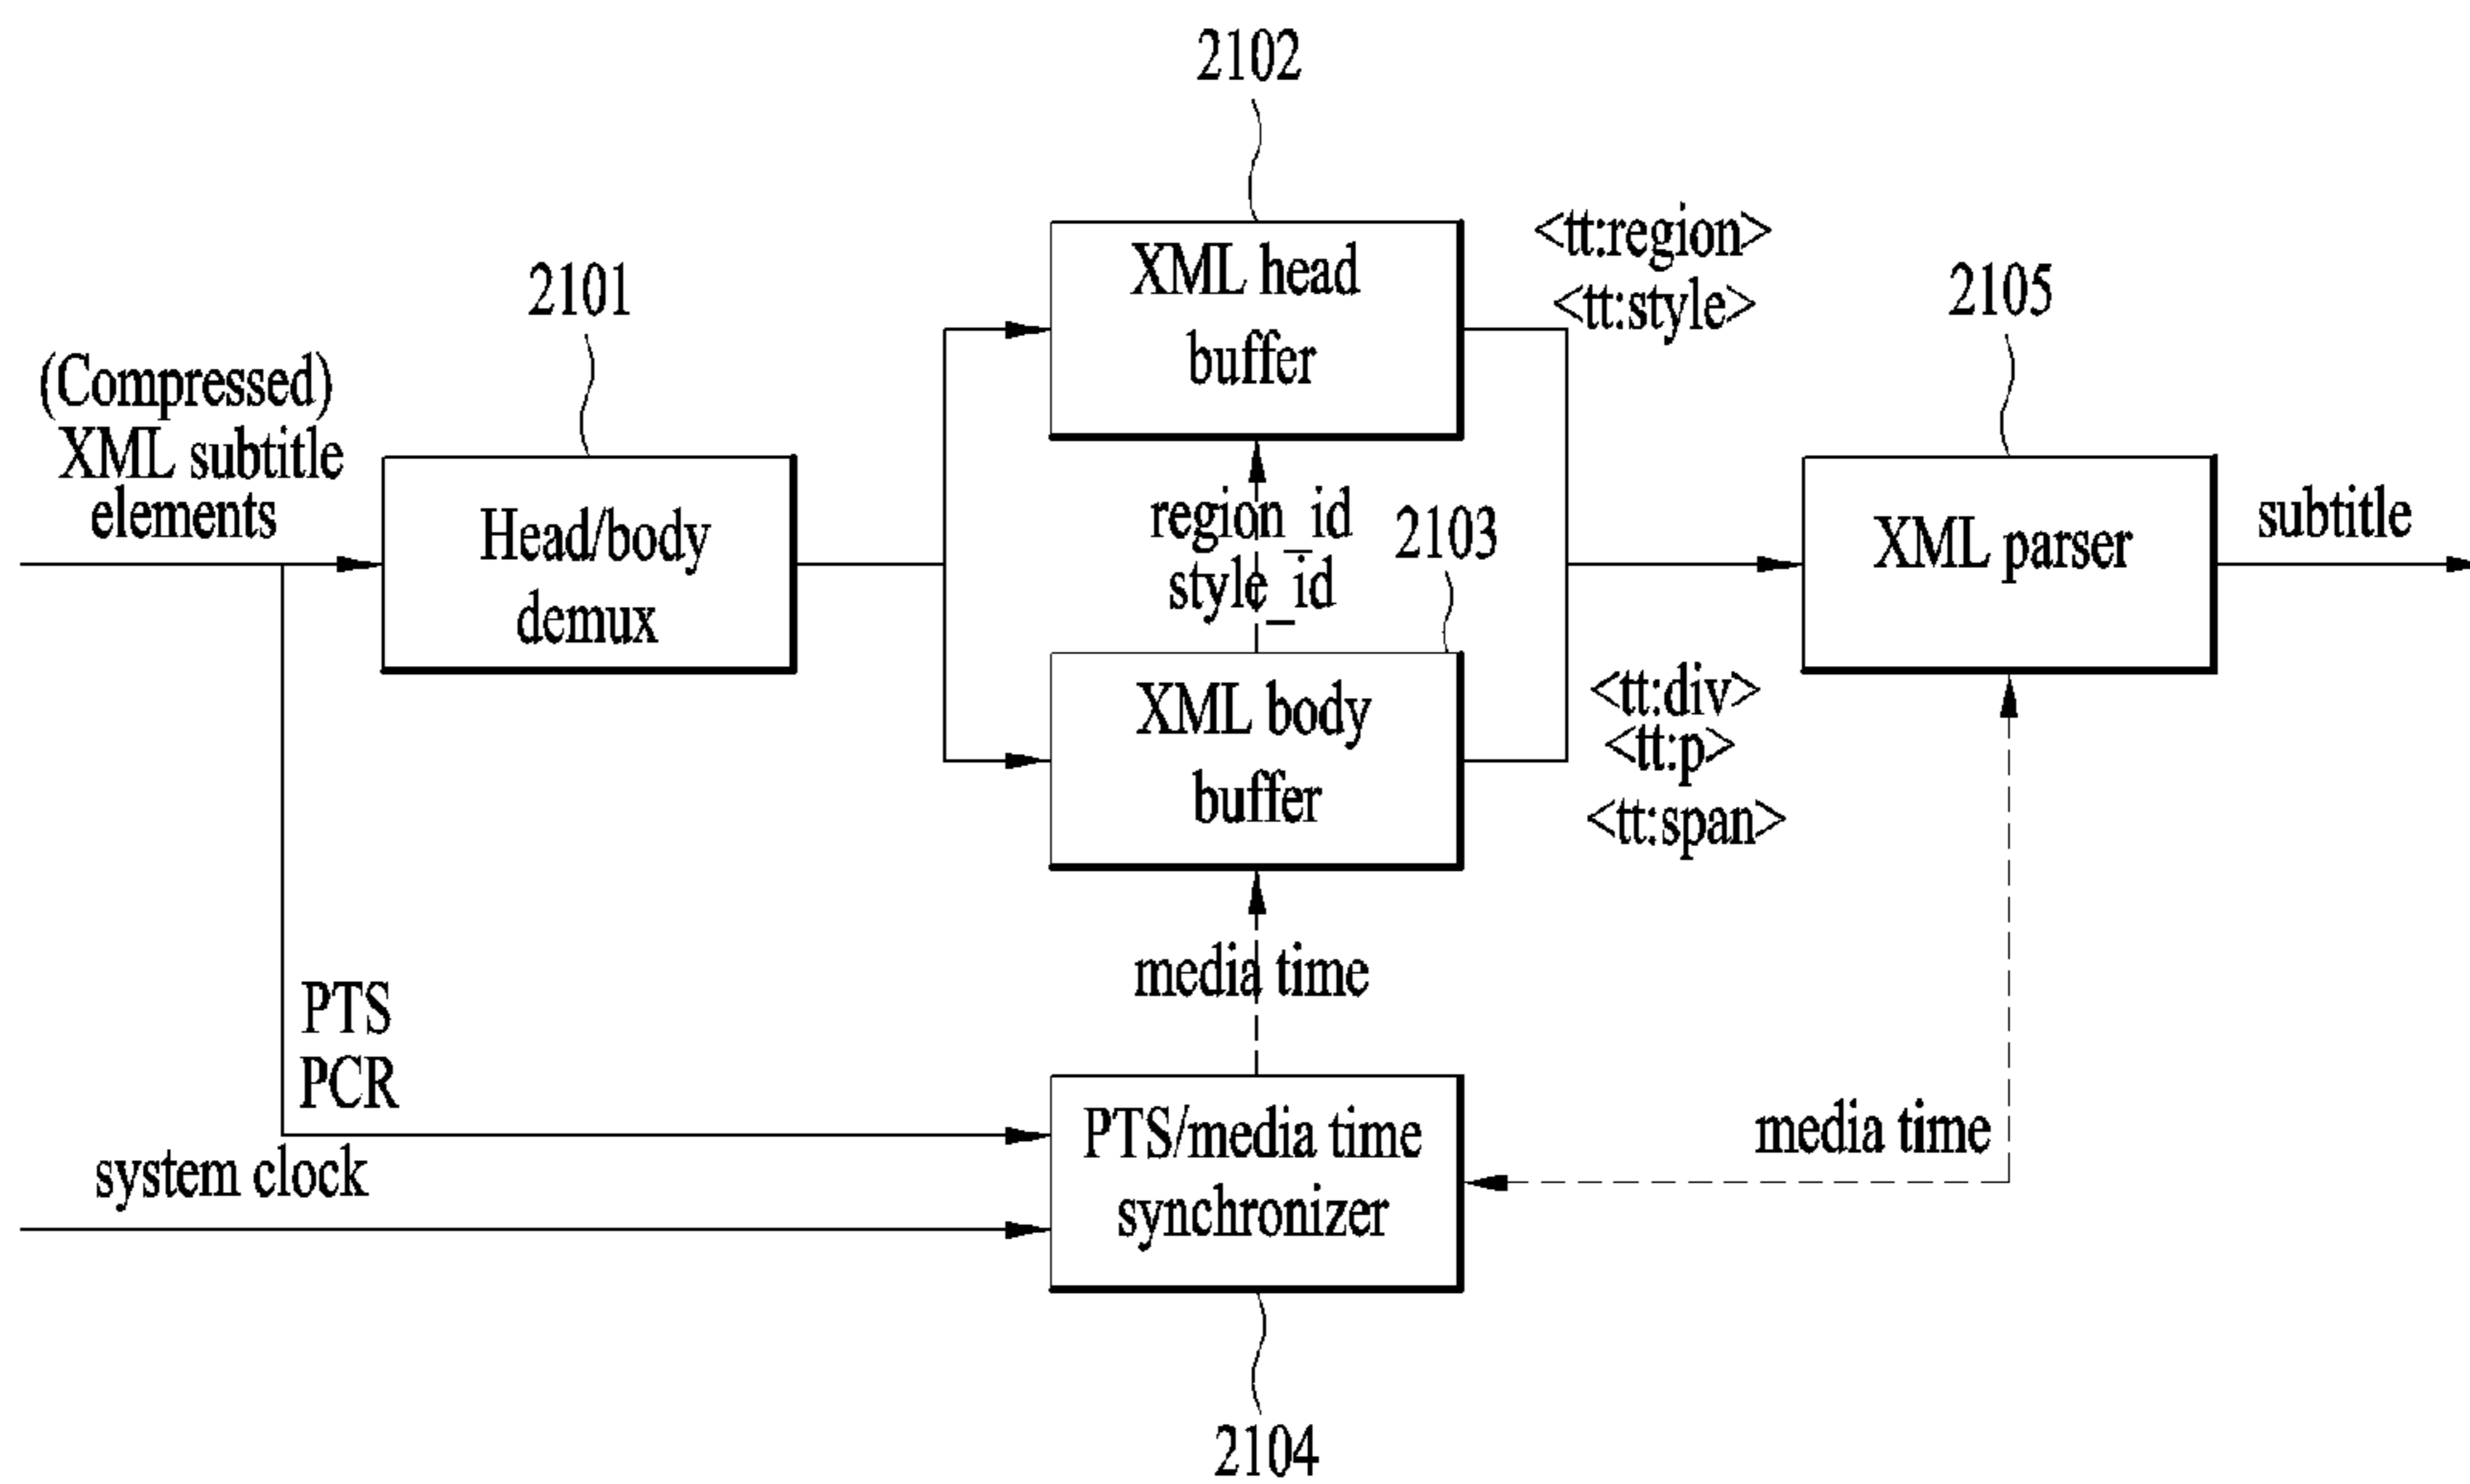 2102
2101
(Compressed)
XML subtitle
elements
Head/body
demux
XML head
buffer
<tt:region>
<tt:style>
region_id
style_id
2103
XML body
buffer
<tt:div>
<tt:p>
<tt:span>
2105
XML parser
subtitle
media time
PTS
PCR
system clock
PTS/media time
synchronizer
media time
2104